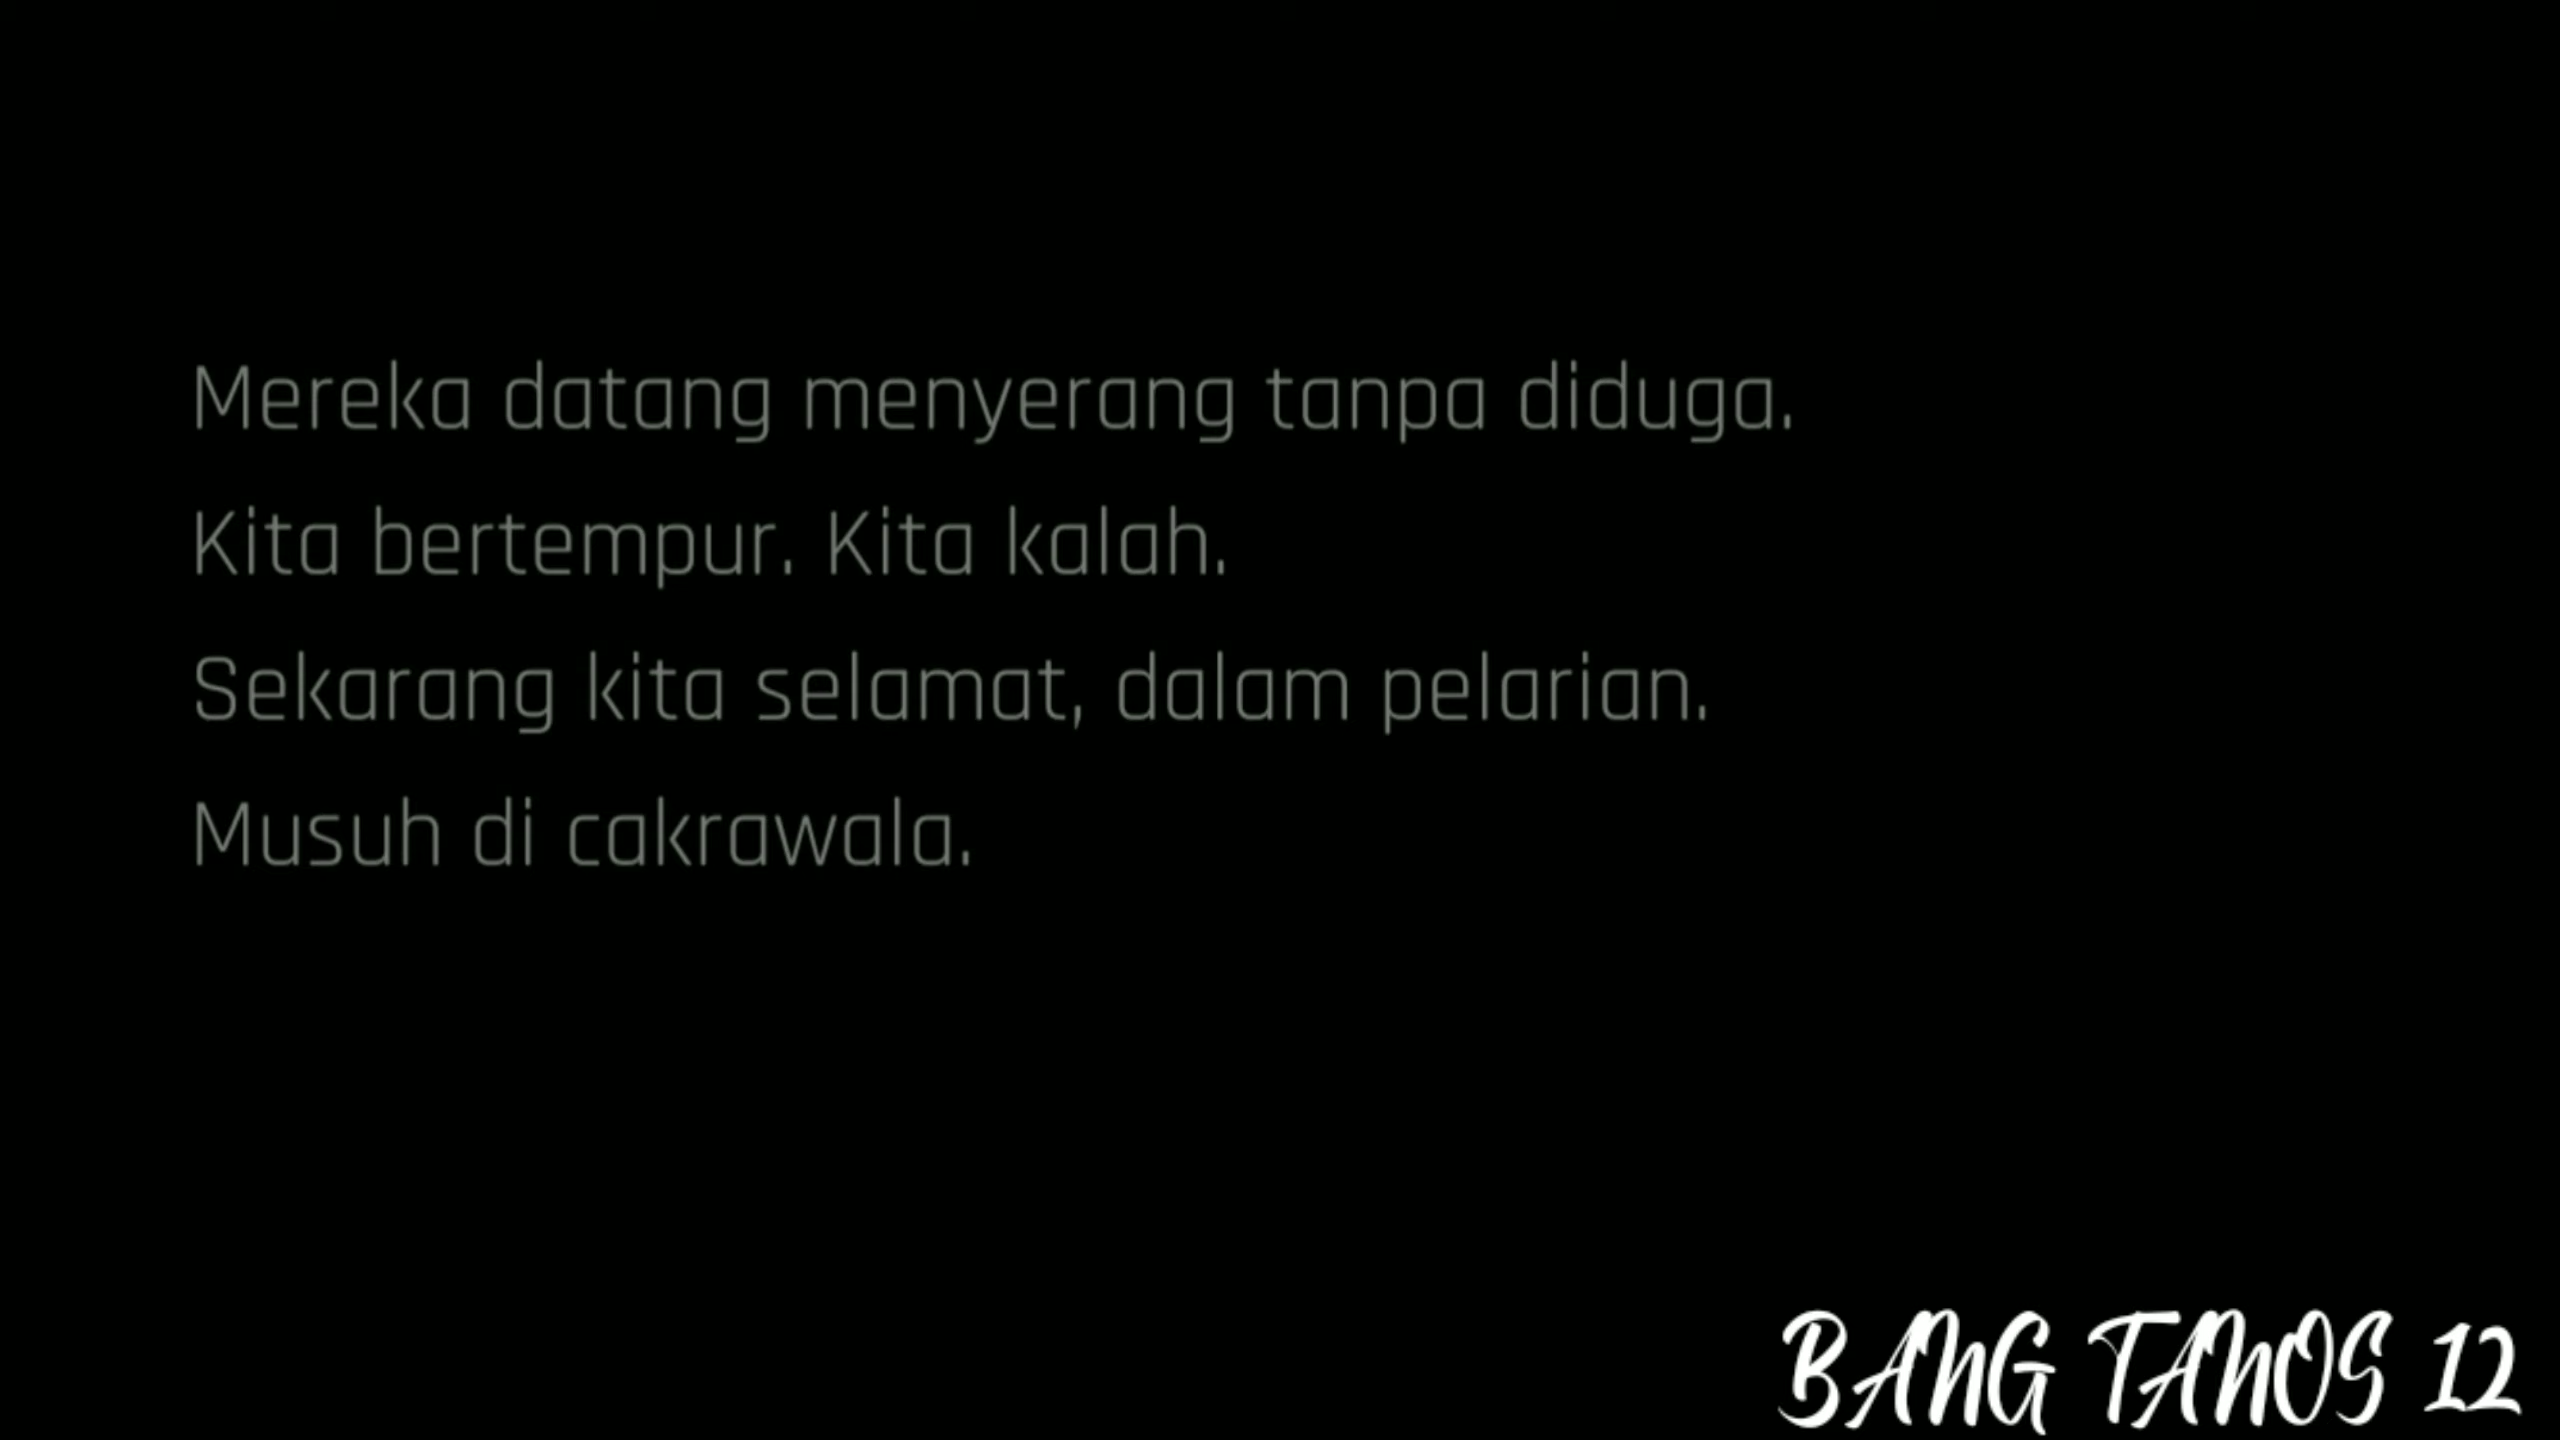 Mereka datang menyerang tanpa diduga.
Kita bertempur. Kita kalah.
Sekarang kita selamat, dalam pelarian.
Musuh di cakrawala.
BANG TANOS 12